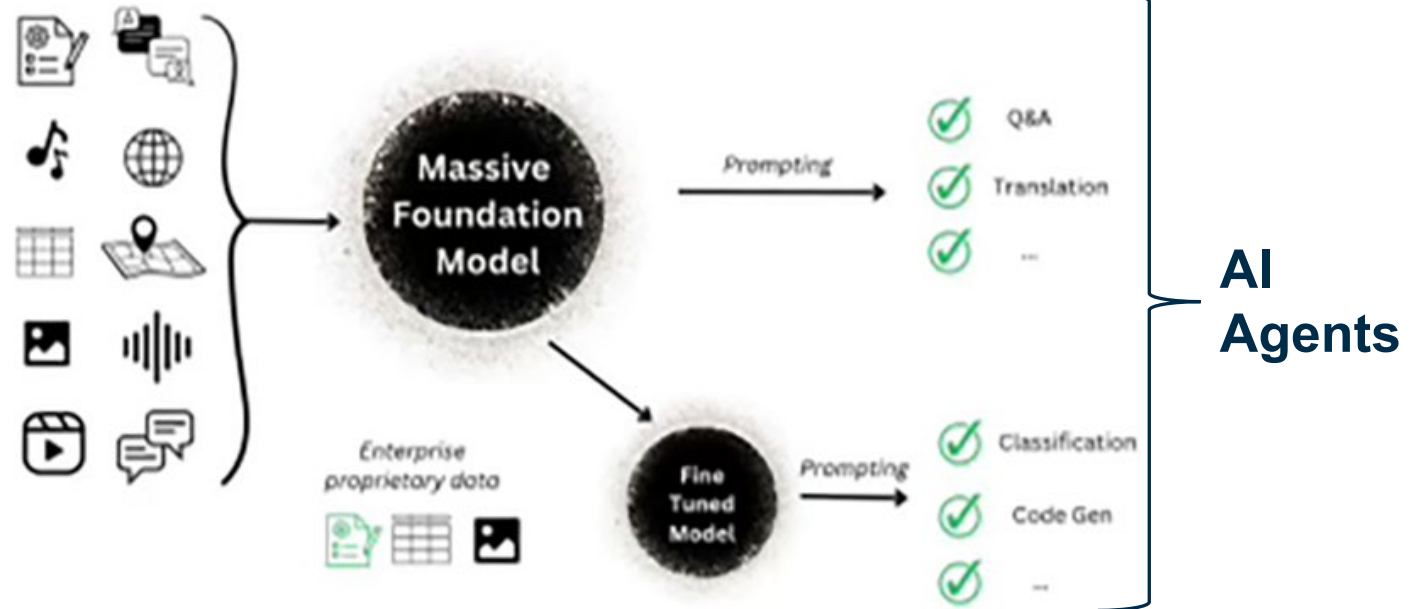 Massive
Foundation
Model
Prompting
Q&A
Translation
...
AI
Agents
Enterprise
proprietary data
Fine
Tuned
Model
Prompting
Classification
Code Gen
...